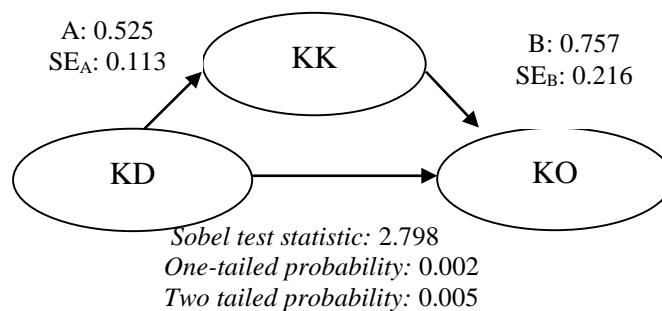 A: 0.525
SEA: 0.113
KK
B: 0.757
SEB: 0.216
KD
KO
Sobel test statistic: 2.798
One-tailed probability: 0.002
Two tailed probability: 0.005